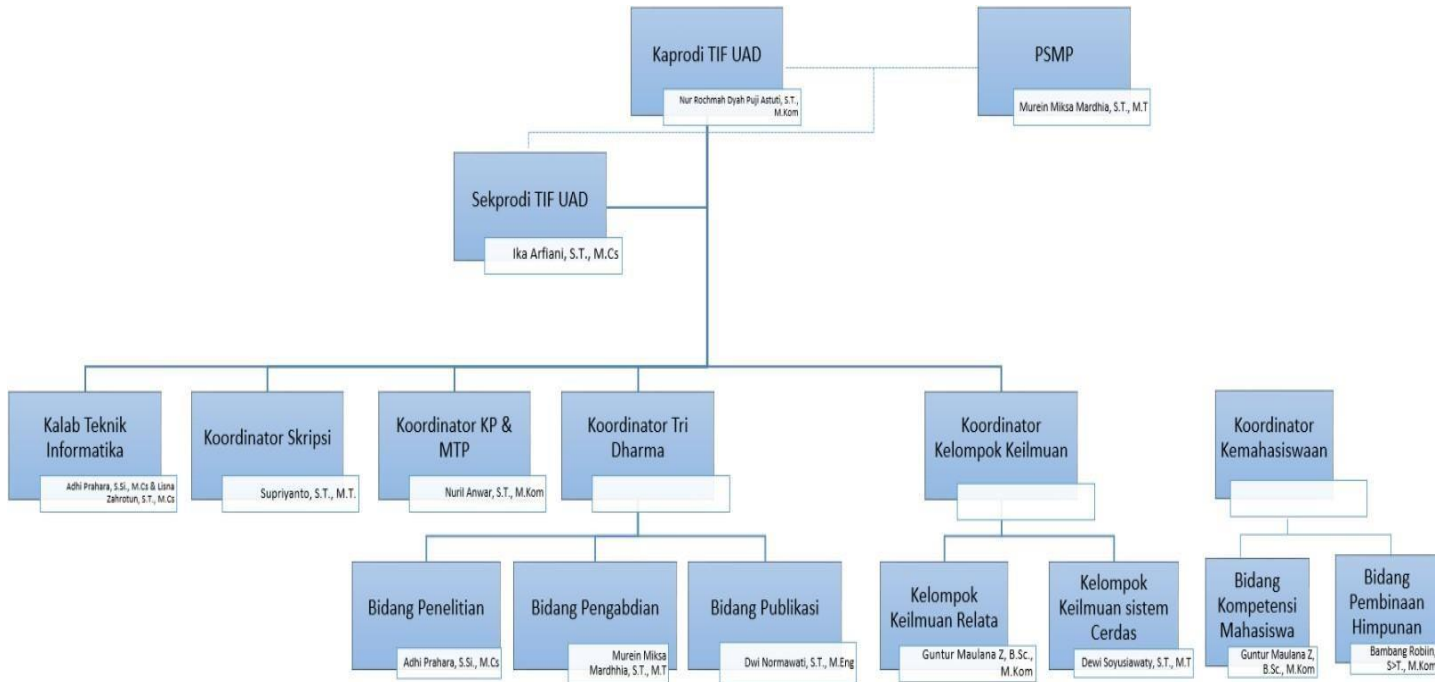 Kaprodi TIF UAD
Nur Rochmah Dyah Puji Astuti, S.T.,
M.Kom
PSMP
Murein Miksa Mardhia, S.T., M.T
Sekprodi TIF UAD
Ika Arfiani, S.T., M.Cs
Kalab Teknik
Informatika
Adhi Prahara, S.Si., M.Cs & Lisna
Zahrotun, S.T., M.Cs
Koordinator Skripsi
Supriyanto, S.T., M.T.
Koordinator KP &
MTP
Nuril Anwar, S.T., M.Kom
Koordinator Tri
Dharma
Koordinator
Kelompok Keilmuan
Koordinator
Kemahasiswaan
Bidang Penelitian
Adhi Prahara, S.Si., M.Cs
Bidang Pengabdian
Murein Miksa
Mardhhia, S.T., M.T
Bidang Publikasi
Dwi Normawati, S.T., M.Eng
Kelompok
Keilmuan Relata
Guntur Maulana Z, B.Sc.,
M.Kom
Kelompok
Keilmuan sistem
Cerdas
Dewi Soyusiawaty, S.T., M.T
Bidang
Kompetensi
Mahasiswa
Guntur Maulana Z,
B.Sc., M.Kom
Bidang
Pembinaan
Himpunan
Bambang Robiin,
S>T., M.Kom